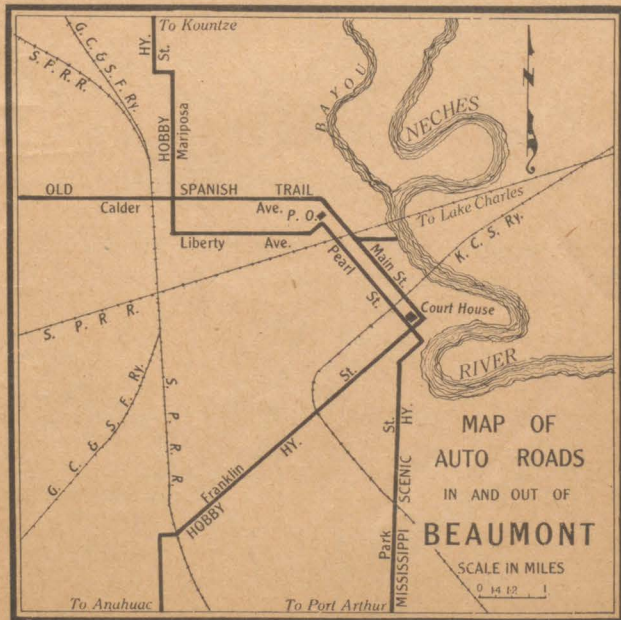 To Kountze
HY.
St.
G. C. & S. F. Ry.
S. P. R. R.
BAYOU
NECHES
N
HOBBY
Mariposa
OLD SPANISH TRAIL
Calder Ave.
P. O.
To Lake Charles
Liberty Ave.
Main St.
K. C. S. Ry.
Pearl St.
Court House
S. P. R R.
RIVER
G. C. & S. F. Ry.
S. P. R. R.
Franklin St.
HOBBY HY.
Park St.
MISSISSIPPI SCENIC HY.
MAP OF
AUTO ROADS
IN AND OUT OF
BEAUMONT
SCALE IN MILES
0 1/4 1/2 1
To Anahuac
To Port Arthur